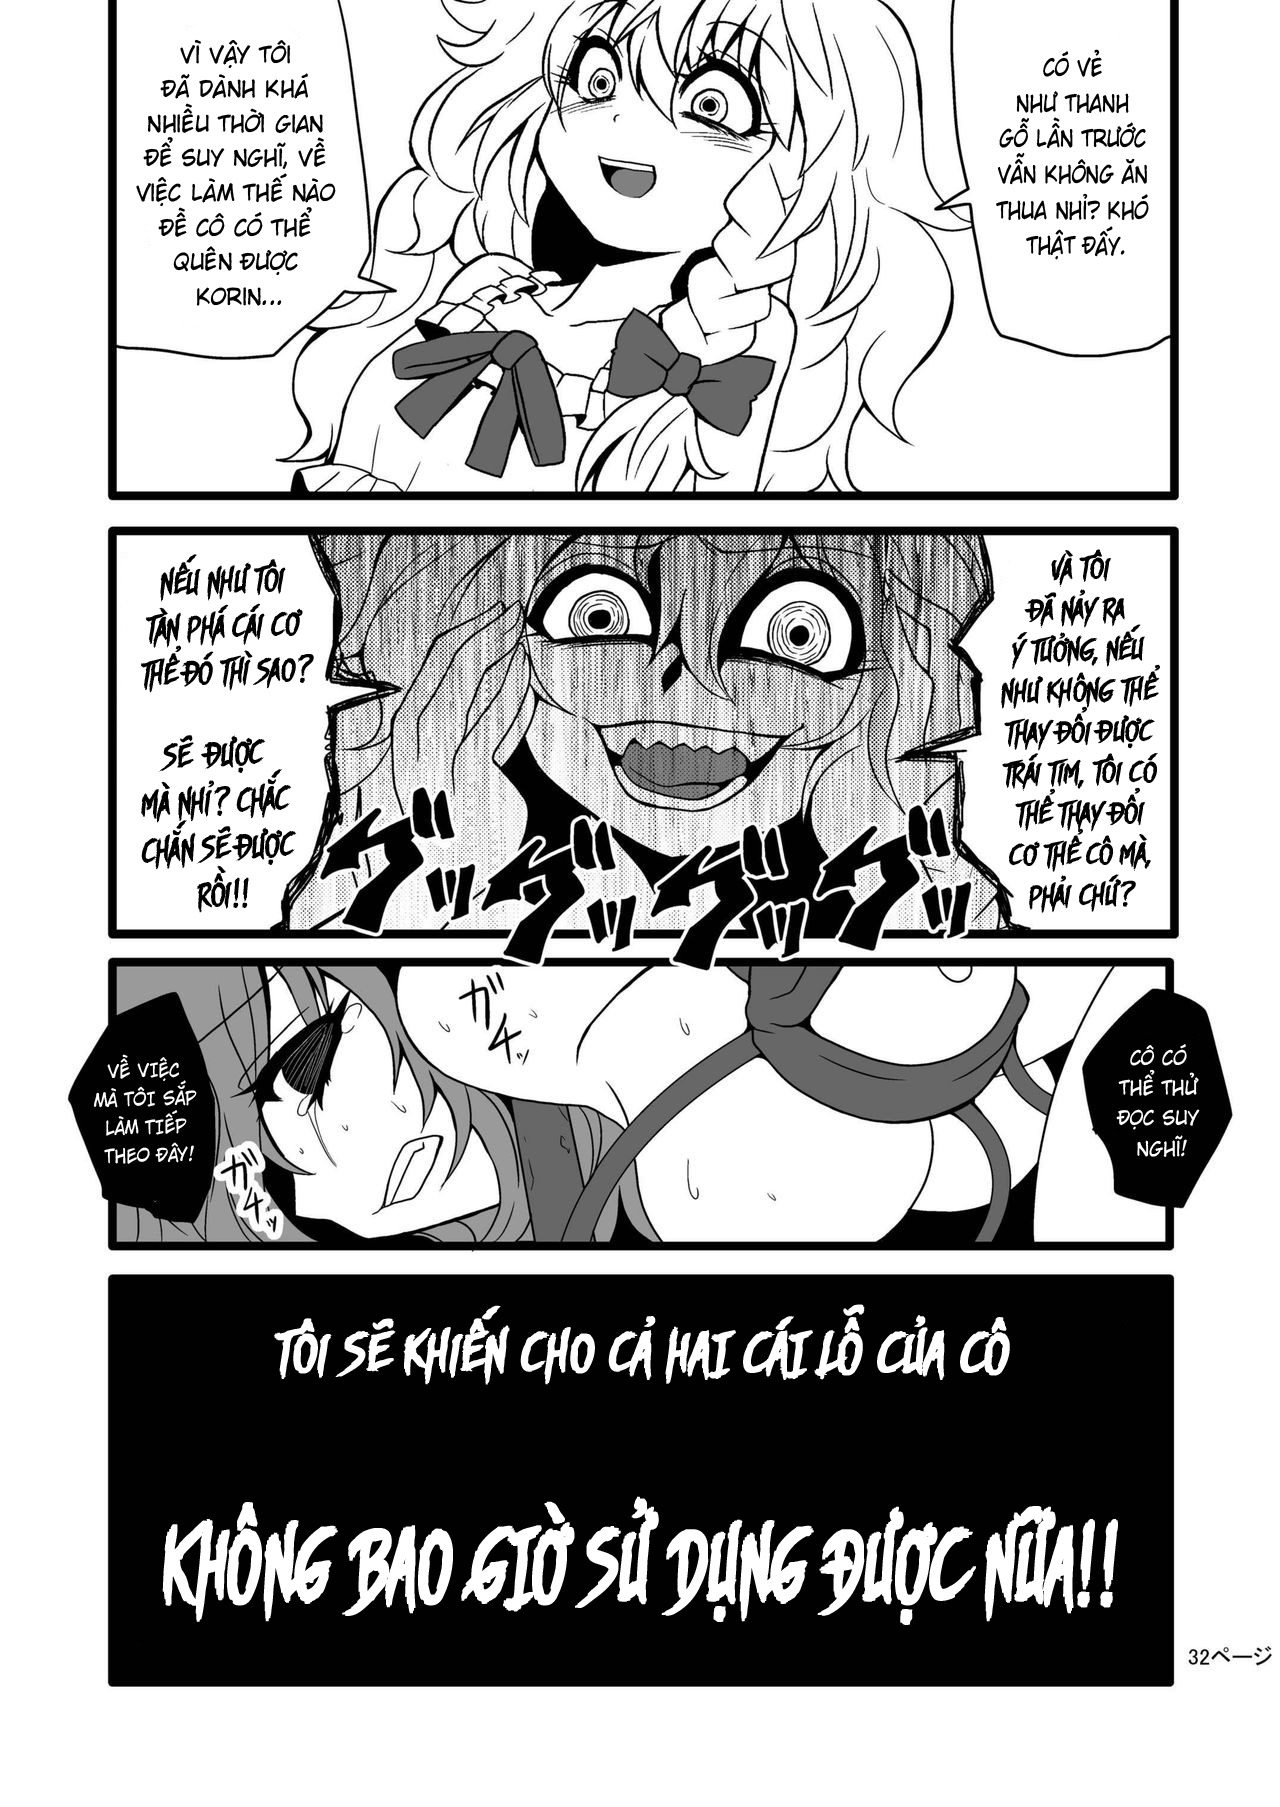 CÓ VẺ
NHƯ THANH
GỖ LẦN TRƯỚC
VẪN KHÔNG ĂN
THUA NHỈ? KHÓ
THẬT ĐẤY.
VÌ VẬY TÔI
ĐÃ DÀNH KHÁ
NHIỀU THỜI GIAN
ĐỂ SUY NGHĨ, VỀ
VIỆC LÀM THẾ NÀO
ĐỀ CÔ CÓ THỂ
QUÊN ĐƯỢC
KORIN...
VÀ TÔI
ĐÃ NẢY RA
Ý TƯỞNG, NẾU
NHƯ KHÔNG THỂ
THAY ĐỔI ĐƯỢC
TRÁI TIM, TÔI CÓ
THỂ THAY ĐỔI
CƠ THỂ CÔ MÀ,
PHẢI CHỨ?
NẾU NHƯ TÔI
TÀN PHÁ CÁI CƠ
THỂ ĐÓ THÌ SAO?
SẼ ĐƯỢC
MÀ NHỈ? CHẮC
CHẮN SẼ ĐƯỢC
RỒI!!
グッグッグッグッ
CÔ CÓ
THỂ THỬ
ĐỌC SUY
NGHĨ!
ガチッ
VỀ VIỆC
MÀ TÔI SẮP
LÀM TIẾP
THEO ĐÂY!
ガチッ
TÔI SẼ KHIẾN CHO CẢ HAI CÁI LỖ CỦA CÔ
KHÔNG BAO GIỜ SỬ DỤNG ĐƯỢC NỮA!!
32ページ